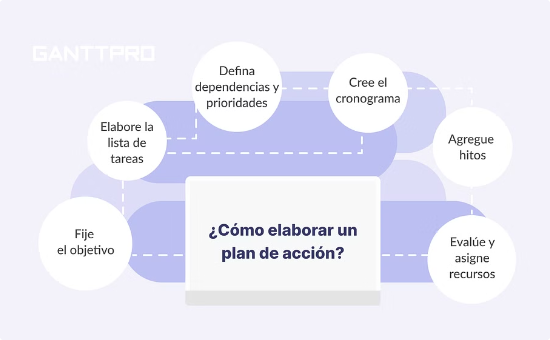 GANTTPRO
Defina
dependencias y
prioridades
Cree el
cronograma
Elabore la
lista de
tareas
Agregue
hitos
Fije
el objetivo
¿Cómo elaborar un
plan de acción?
Evalúe y
asigne
recursos